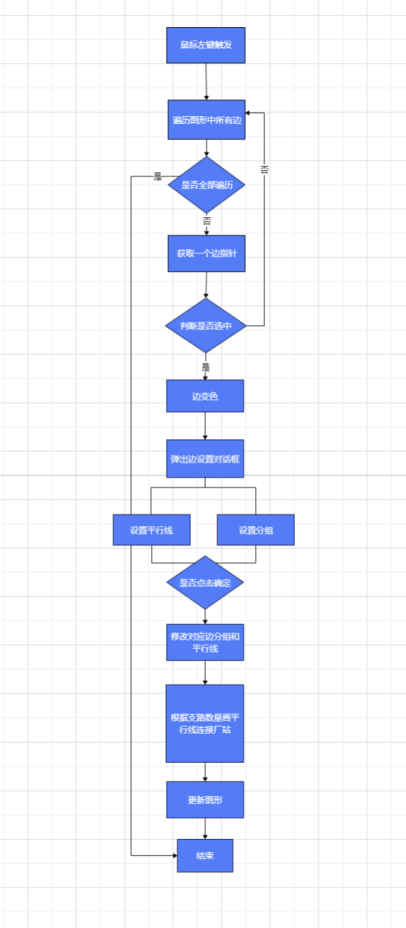 鼠标左键触发
遍历图形中所有边
是否全部遍历
是
否
否
获取一个边指针
判断是否选中
是
边变色
弹出边设置对话框
设置平行线
设置分组
是否点击确定
修改对应边分组和
平行线
根据支路数量画平
行线连接厂站
更新图形
结束